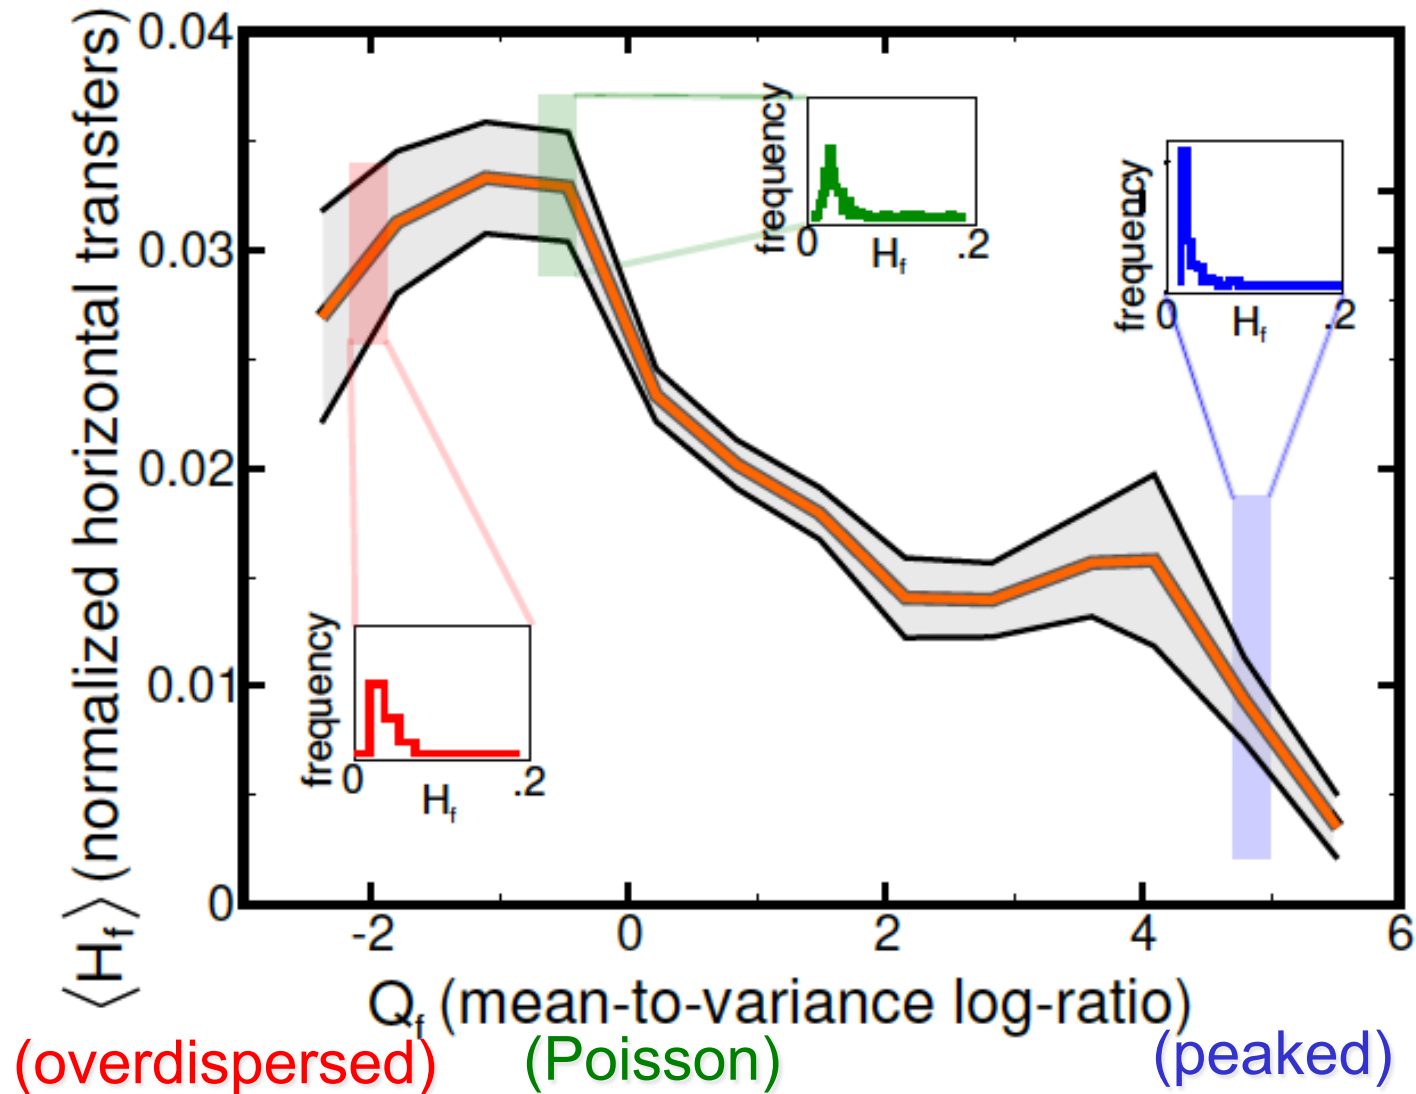 ⟨Hf⟩ (normalized horizontal transfers)
0.04
0.03
0.02
0.01
0
frequency
0
Hf
.2
frequency
0
Hf
.2
frequency
0
Hf
.2
-2
0
2
4
6
Qf (mean-to-variance log-ratio)
(overdispersed)
(Poisson)
(peaked)